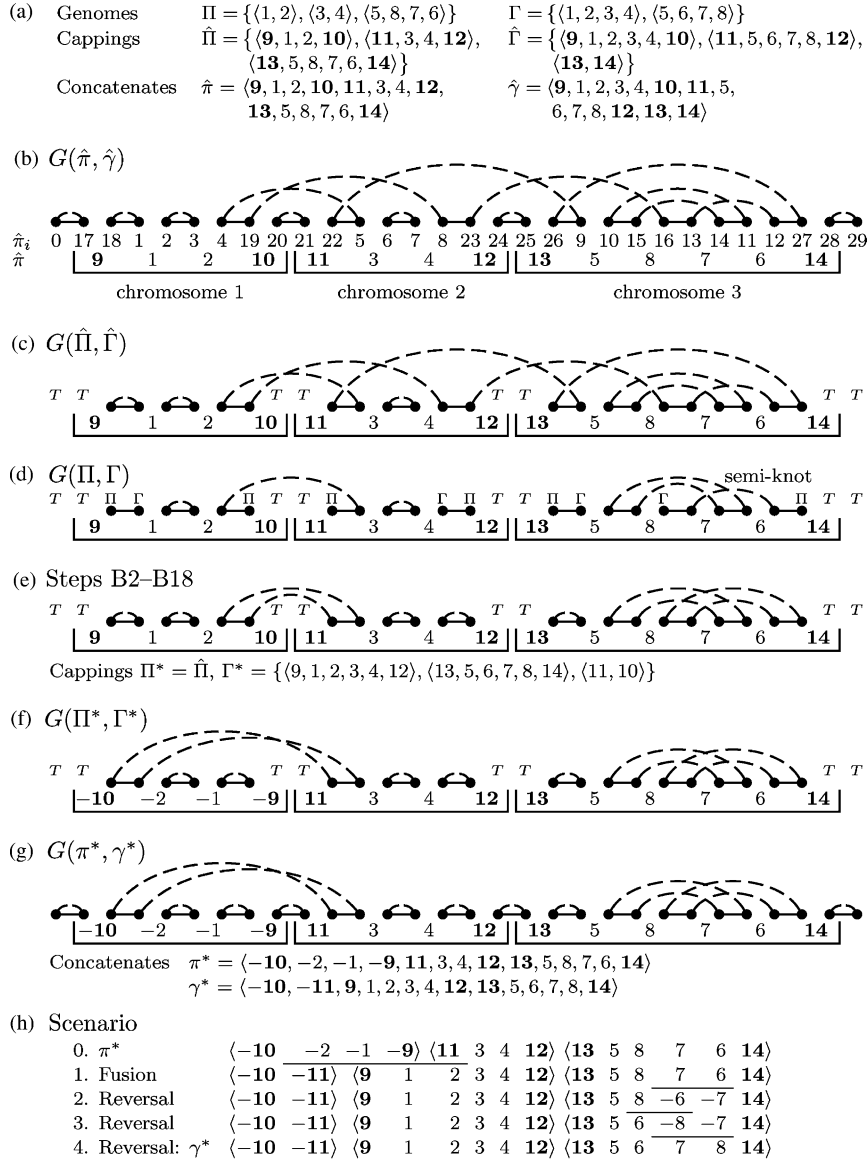 (a) Genomes Π = {⟨1, 2⟩, ⟨3, 4⟩, ⟨5, 8, 7, 6⟩} Γ = {⟨1, 2, 3, 4⟩, ⟨5, 6, 7, 8⟩}
Cappings Π̂ = {⟨9, 1, 2, 10⟩, ⟨11, 3, 4, 12⟩, Γ̂ = {⟨9, 1, 2, 3, 4, 10⟩, ⟨11, 5, 6, 7, 8, 12⟩,
⟨13, 5, 8, 7, 6, 14⟩} ⟨13, 14⟩}
Concatenates π̂ = ⟨9, 1, 2, 10, 11, 3, 4, 12, γ̂ = ⟨9, 1, 2, 3, 4, 10, 11, 5,
13, 5, 8, 7, 6, 14⟩ 6, 7, 8, 12, 13, 14⟩
(b) G(π̂, γ̂)
π̂ᵢ 0 17 18 1 2 3 4 19 20 21 22 5 6 7 8 23 24 25 26 9 10 15 16 13 14 11 12 27 28 29
π̂ 9 1 2 10 11 3 4 12 13 5 8 7 6 14
chromosome 1 chromosome 2 chromosome 3
(c) G(Π̂, Γ̂)
T T T T T T T T
9 1 2 10 11 3 4 12 13 5 8 7 6 14
(d) G(Π, Γ)
semi-knot
T T Π Γ Π T T Π Γ Π T T Π Γ Γ Π T T
9 1 2 10 11 3 4 12 13 5 8 7 6 14
(e) Steps B2–B18
T T T T T T T T
9 1 2 10 11 3 4 12 13 5 8 7 6 14
Cappings Π* = Π̂, Γ* = {⟨9, 1, 2, 3, 4, 12⟩, ⟨13, 5, 6, 7, 8, 14⟩, ⟨11, 10⟩}
(f) G(Π*, Γ*)
T T T T T T T T
−10 −2 −1 −9 11 3 4 12 13 5 8 7 6 14
(g) G(π*, γ*)
−10 −2 −1 −9 11 3 4 12 13 5 8 7 6 14
Concatenates π* = ⟨−10, −2, −1, −9, 11, 3, 4, 12, 13, 5, 8, 7, 6, 14⟩
γ* = ⟨−10, −11, 9, 1, 2, 3, 4, 12, 13, 5, 6, 7, 8, 14⟩
(h) Scenario
0. π* ⟨−10 −2 −1 −9⟩ ⟨11 3 4 12⟩ ⟨13 5 8 7 6 14⟩
1. Fusion ⟨−10 −11⟩ ⟨9 1 2 3 4 12⟩ ⟨13 5 8 7 6 14⟩
2. Reversal ⟨−10 −11⟩ ⟨9 1 2 3 4 12⟩ ⟨13 5 8 −6 −7 14⟩
3. Reversal ⟨−10 −11⟩ ⟨9 1 2 3 4 12⟩ ⟨13 5 6 −8 −7 14⟩
4. Reversal: γ* ⟨−10 −11⟩ ⟨9 1 2 3 4 12⟩ ⟨13 5 6 7 8 14⟩